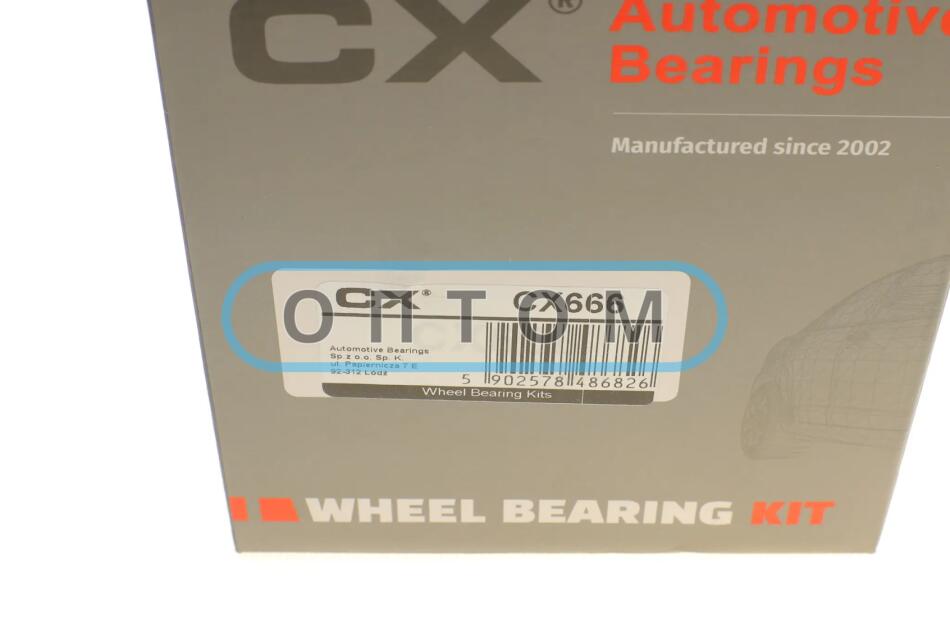 CX®
Automotive
Bearings
Manufactured since 2002
CX® CX666
ОПТОМ
Automotive Bearings
Sp.z o.o. Sp. K.
ul. Papiernicza 7 E
92-312 Łódź
5 902578 486826
Wheel Bearing Kits
WHEEL BEARING KIT